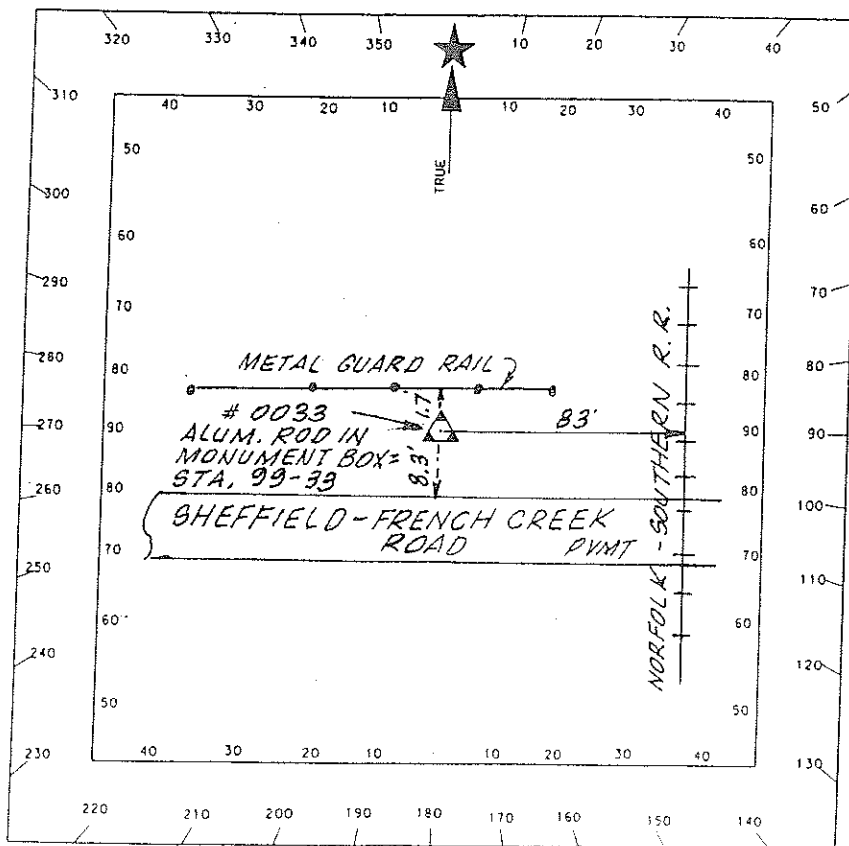 320 330 340 350 10 20 30 40
310 40 30 20 10 0 10 20 30 40 50
50 50
TRUE
300 60 60 60
290 70 70 70
280 80 80 80
METAL GUARD RAIL
1.7'
# 0033 83'
270 90 90 90
ALUM. ROD IN
MONUMENT BOX=
8.3'
STA, 99-33
260 80 80 100
SHEFFIELD-FRENCH CREEK
ROAD PVMT
250 70 70 110
NORFOLK-SOUTHERN R.R.
240 60 60 120
50 50
230 40 30 20 10 10 20 30 40 130
220 210 200 190 180 170 160 150 140